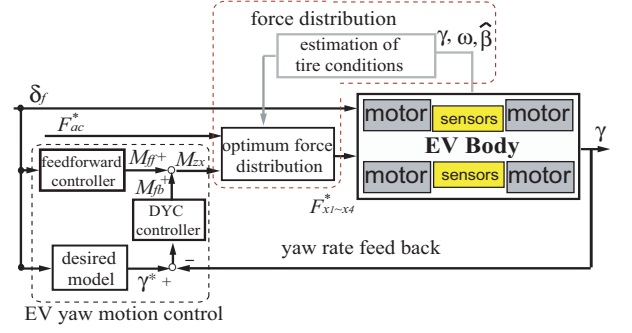 force distribution
estimation of
tire conditions
γ, ω, β̂
δf
F*ac
motor
sensors
motor
EV Body
motor
sensors
motor
γ
feedforward
controller
Mff +
Mzx
Mfb +
optimum force
distribution
F*x1~x4
DYC
controller
desired
model
γ* +
−
yaw rate feed back
EV yaw motion control